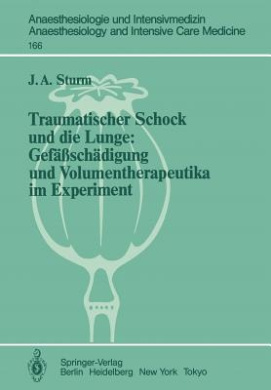 Anaesthesiologie und Intensivmedizin
Anaesthesiology and Intensive Care Medicine
166
J. A. Sturm
Traumatischer Schock
und die Lunge:
Gefäßschädigung
und Volumentherapeutika
im Experiment
Springer-Verlag
Berlin Heidelberg New York Tokyo